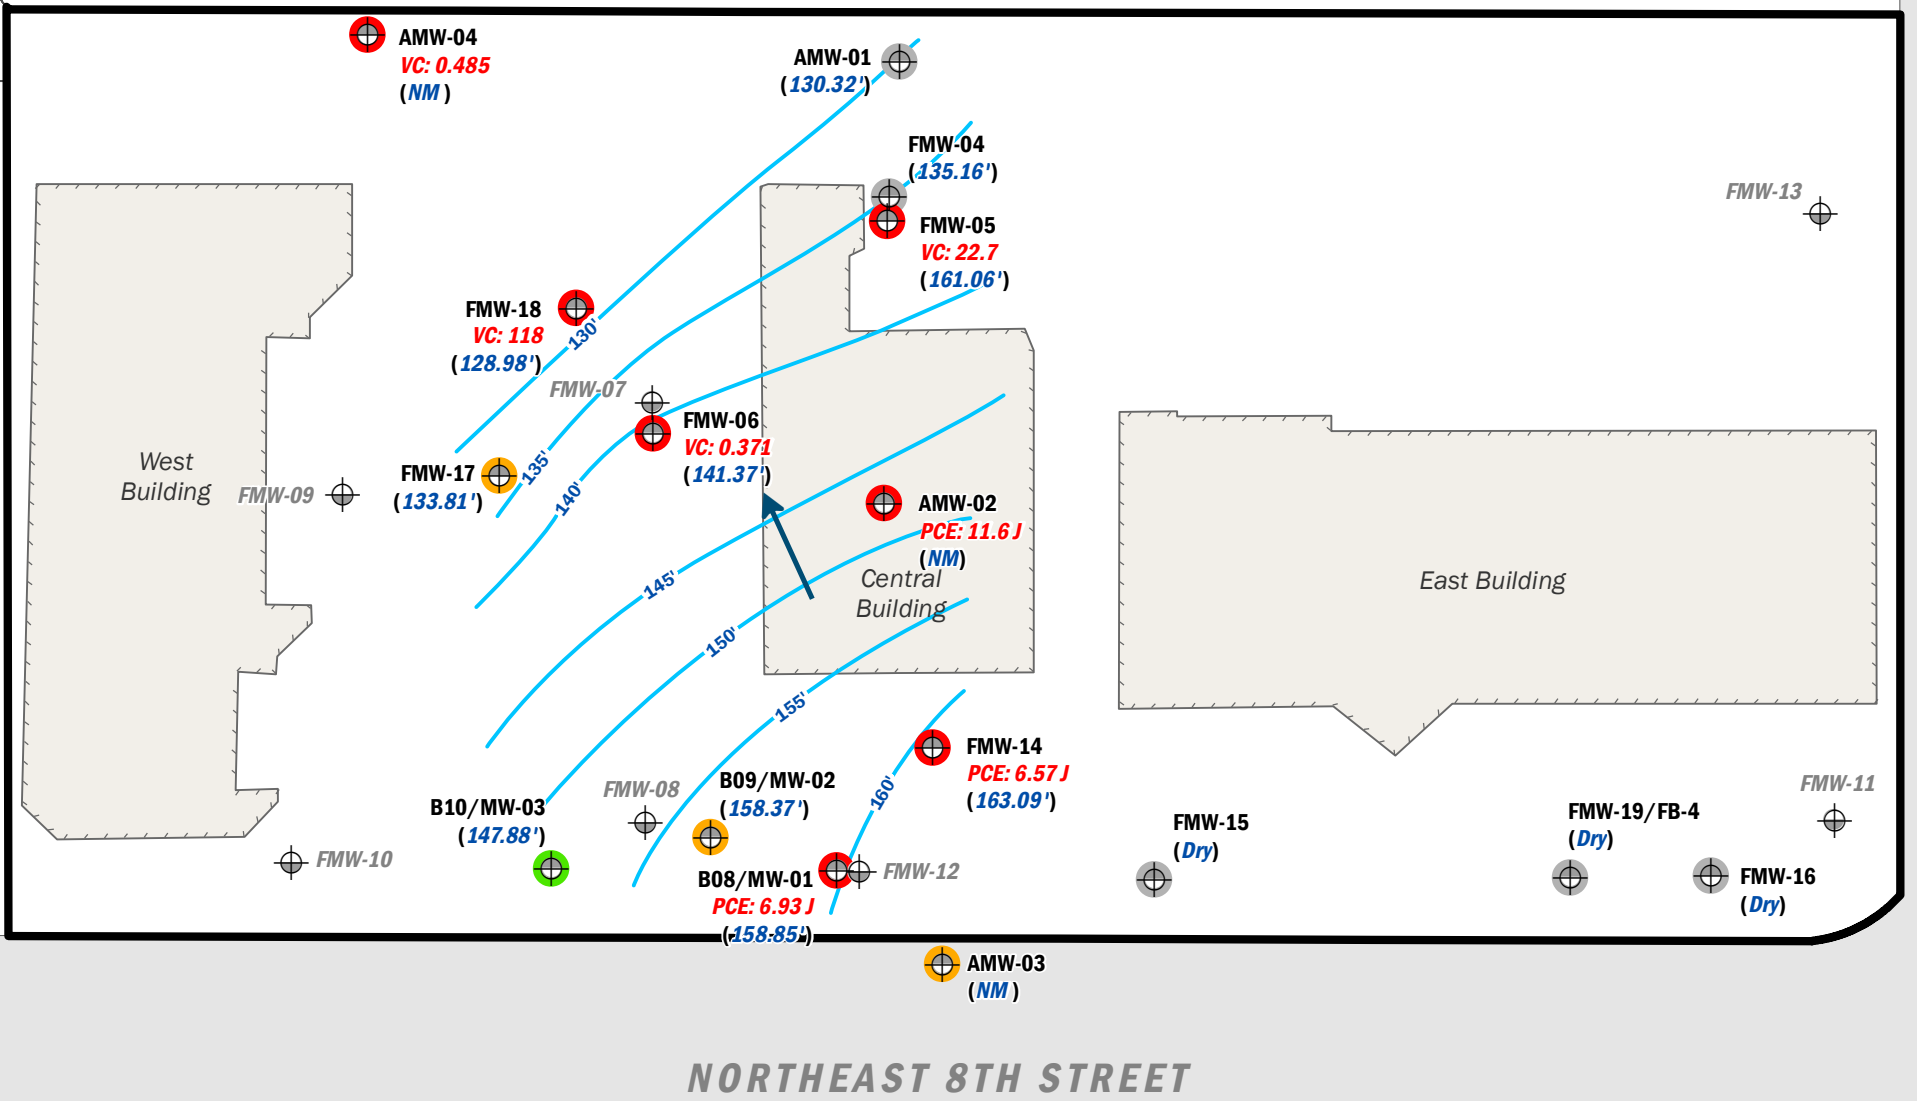 AMW-04
VC: 0.485
(NM)
AMW-01
(130.32')
FMW-04
(135.16')
FMW-05
VC: 22.7
(161.06')
FMW-13
FMW-18
VC: 118
(128.98')
130'
FMW-07
FMW-06
VC: 0.371
(141.37')
West
Building
FMW-09
FMW-17
(133.81')
135'
140'
AMW-02
PCE: 11.6 J
(NM)
Central
Building
East Building
145'
150'
155'
160'
FMW-14
PCE: 6.57 J
(163.09')
FMW-08
B09/MW-02
(158.37')
B10/MW-03
(147.88')
FMW-10
B08/MW-01
PCE: 6.93 J
(158.85')
FMW-12
FMW-15
(Dry)
FMW-19/FB-4
(Dry)
FMW-11
FMW-16
(Dry)
AMW-03
(NM)
NORTHEAST 8TH STREET